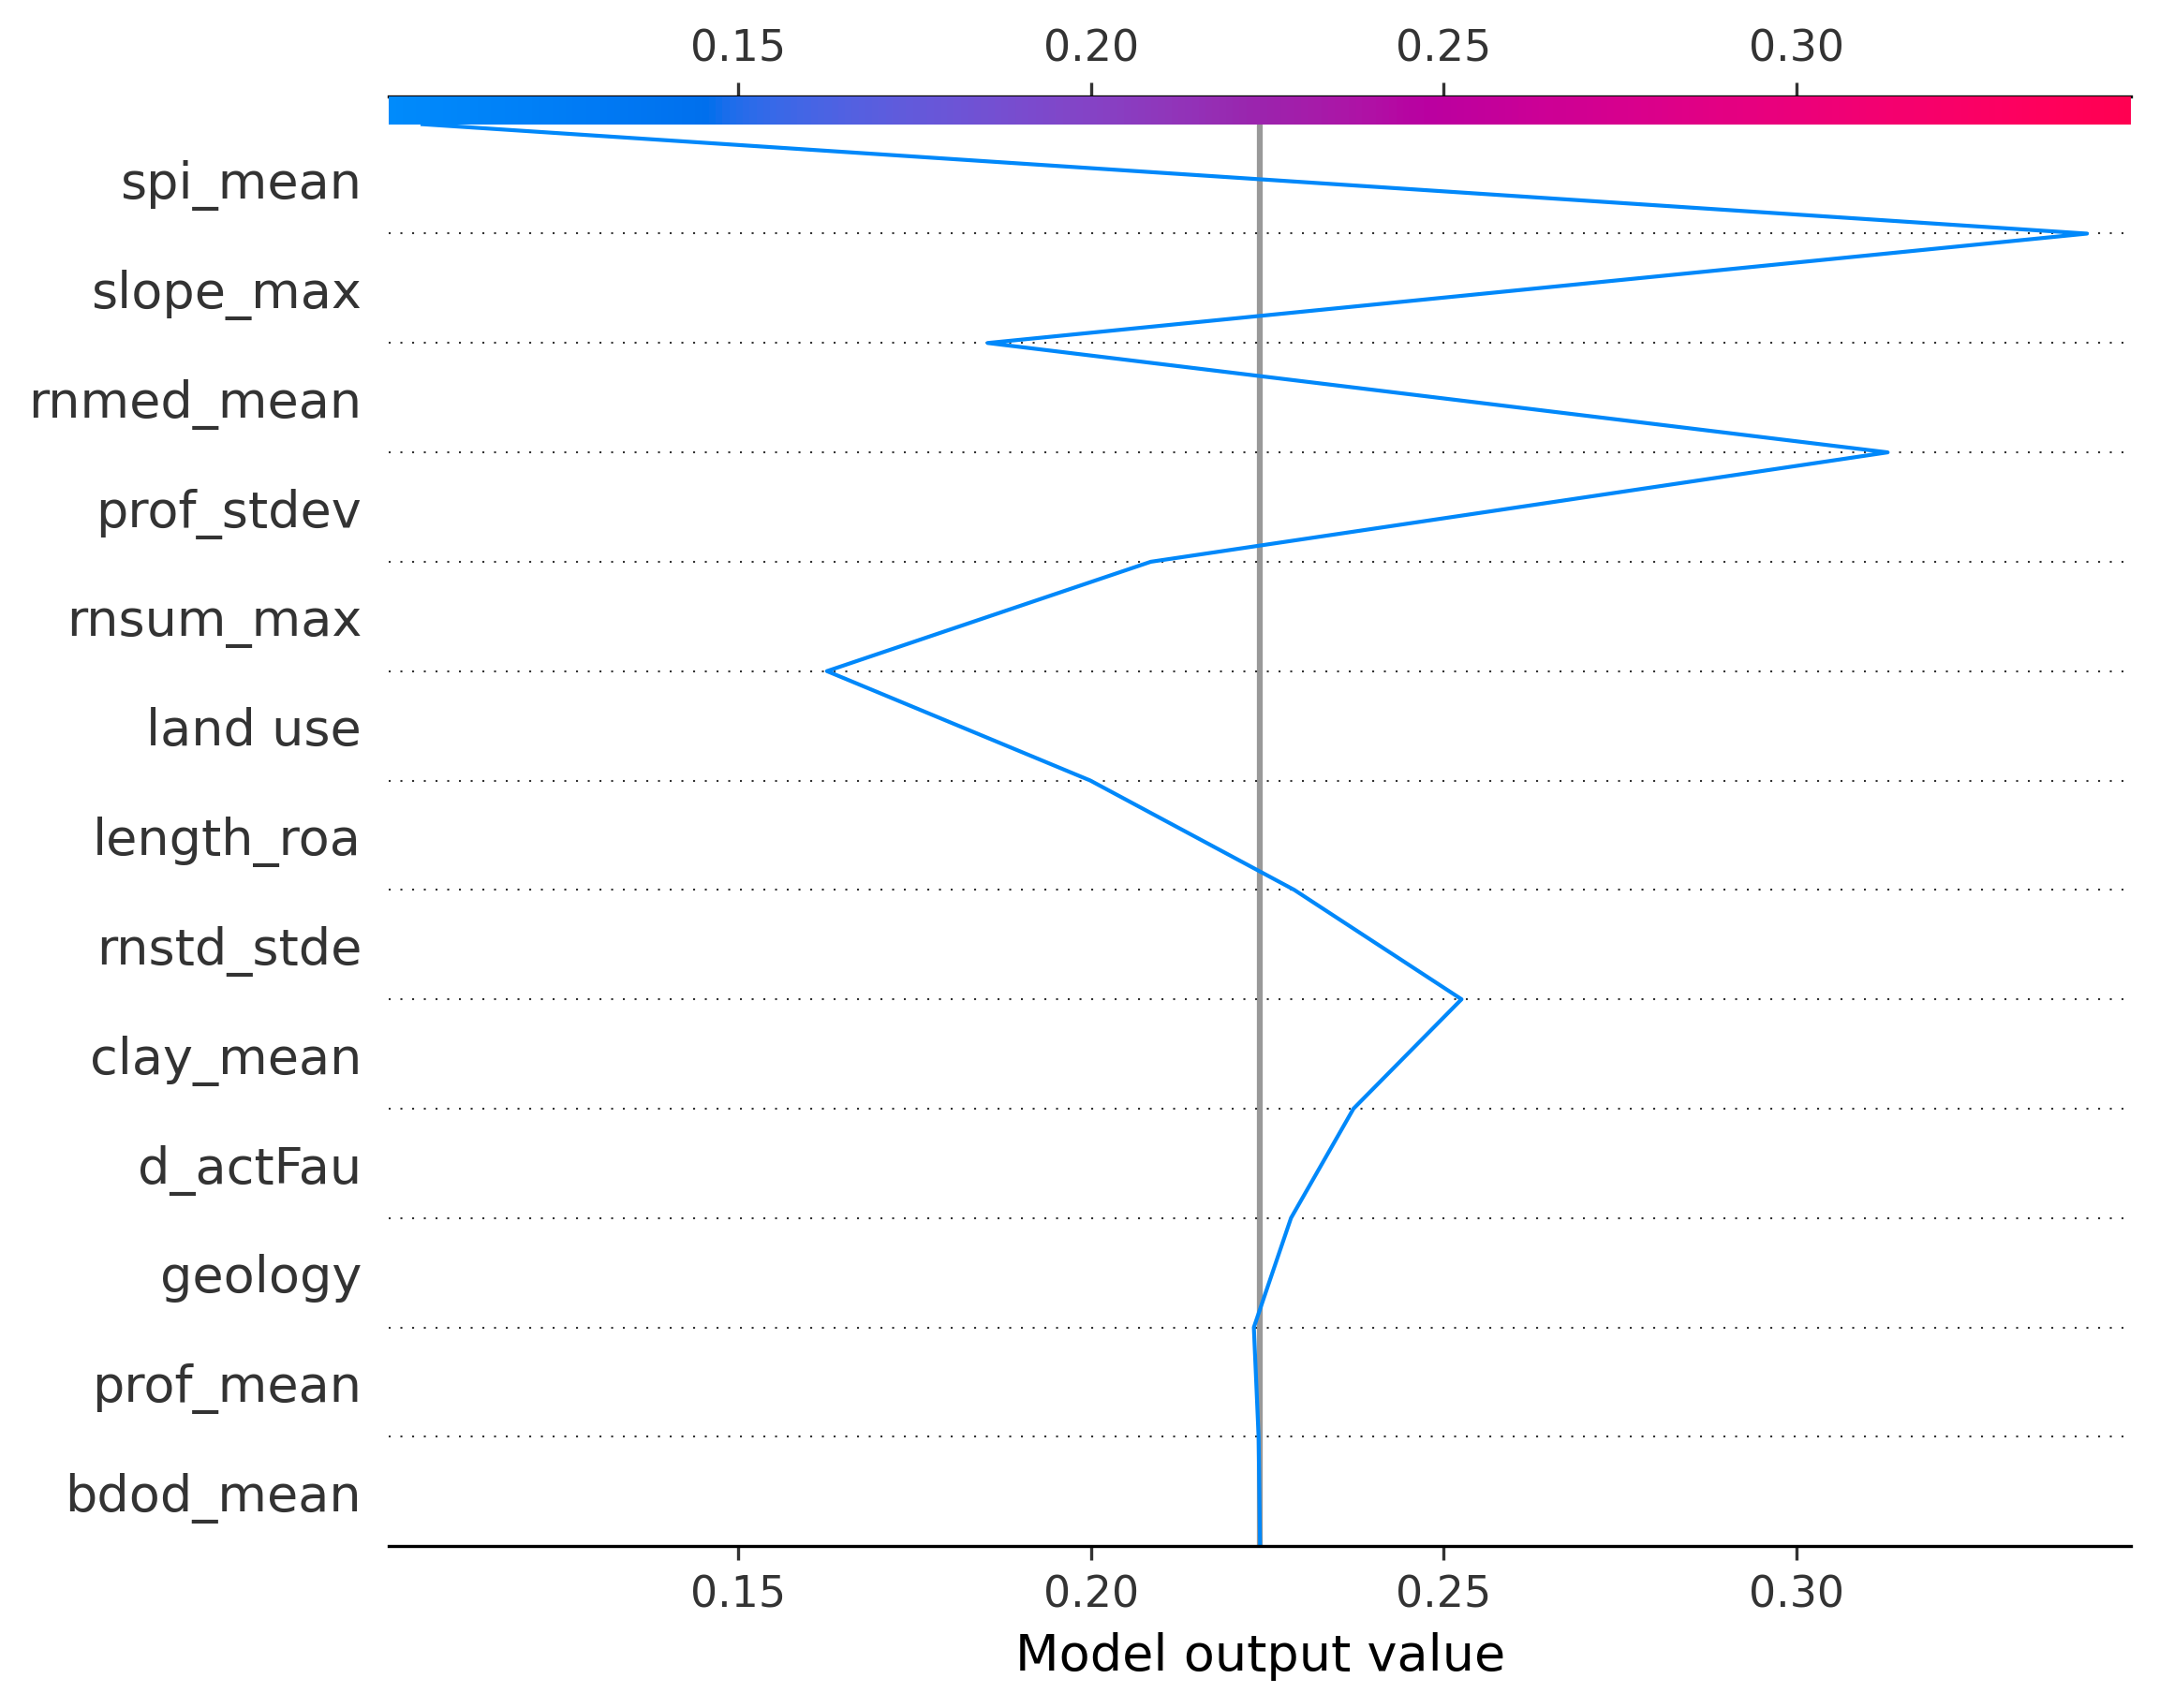 0.15 0.20 0.25 0.30
spi_mean
slope_max
rnmed_mean
prof_stdev
rnsum_max
land use
length_roa
rnstd_stde
clay_mean
d_actFau
geology
prof_mean
bdod_mean
0.15 0.20 0.25 0.30
Model output value